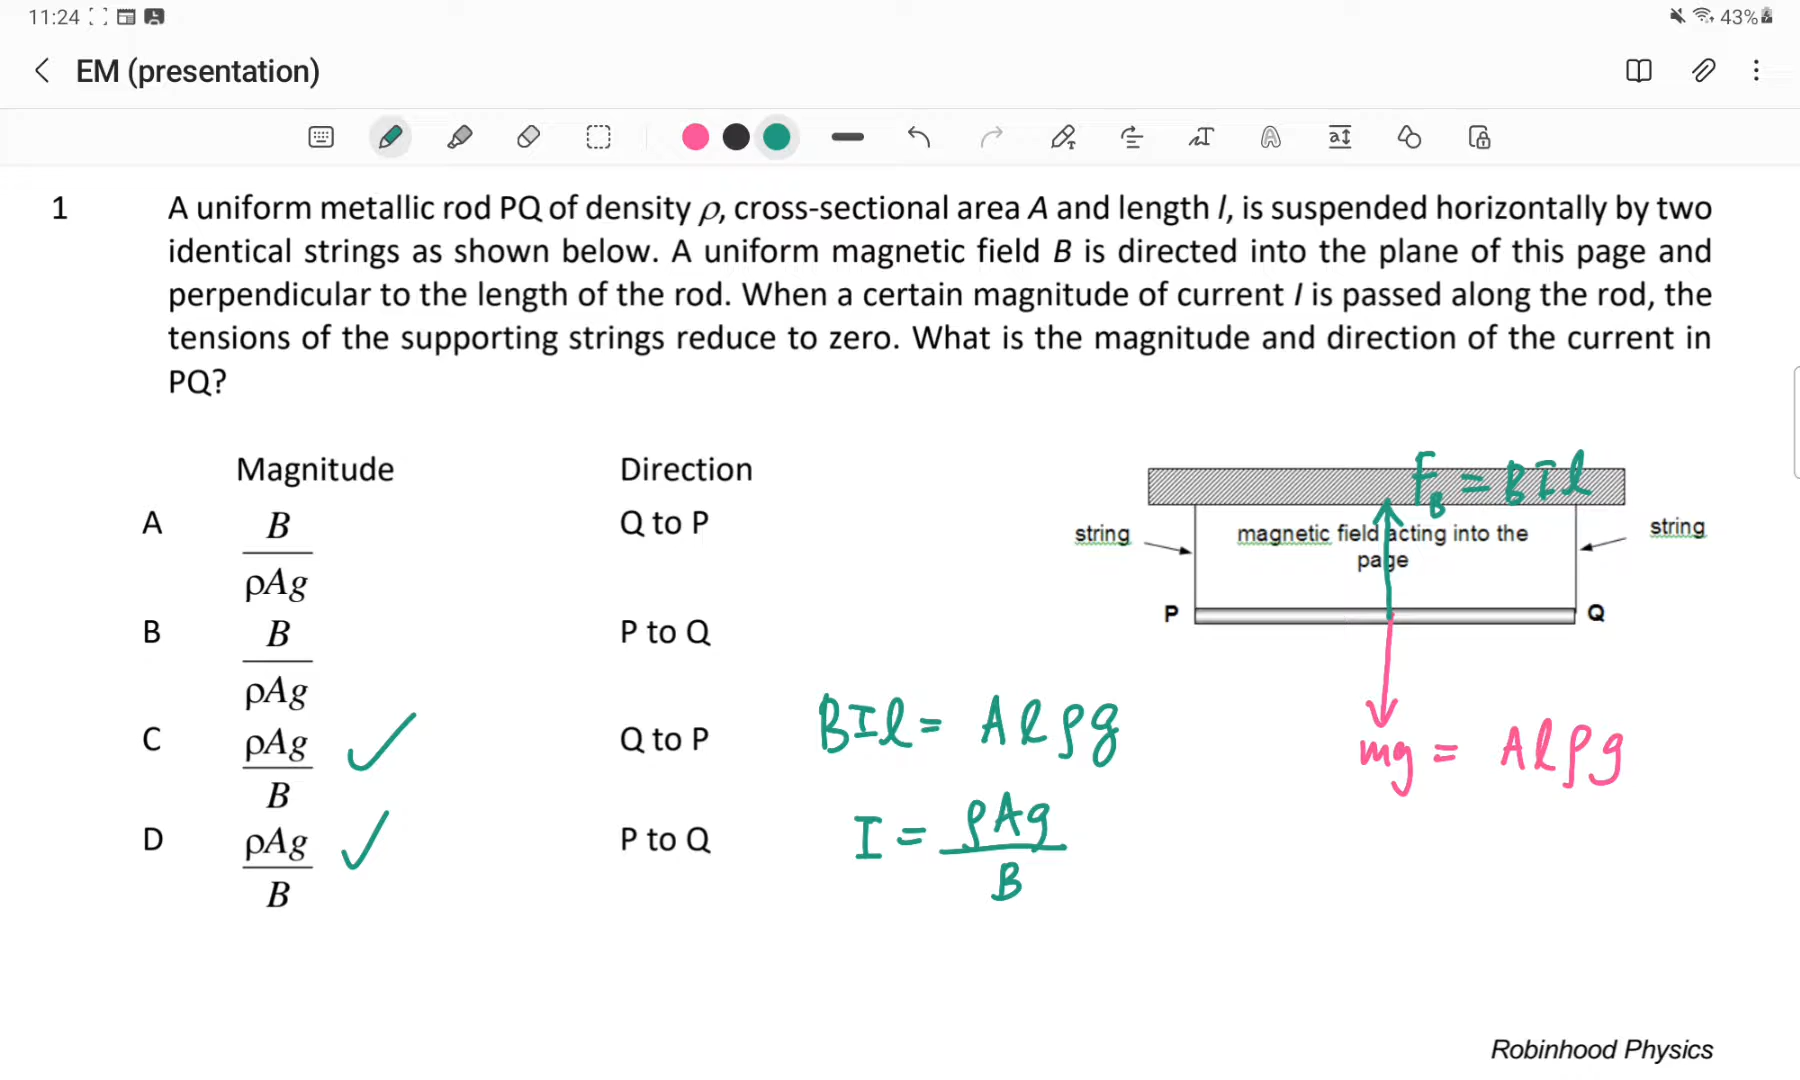 11:24
43%
EM (presentation)
1 A uniform metallic rod PQ of density ρ, cross-sectional area A and length l, is suspended horizontally by two
identical strings as shown below. A uniform magnetic field B is directed into the plane of this page and
perpendicular to the length of the rod. When a certain magnitude of current I is passed along the rod, the
tensions of the supporting strings reduce to zero. What is the magnitude and direction of the current in
PQ?
Magnitude Direction
A B/ρAg Q to P
B B/ρAg P to Q
C ρAg/B Q to P
D ρAg/B P to Q
F_B = BIl
string
magnetic field acting into the
page
string
P
Q
BIl = Alρg
mg = Alρg
I = ρAg/B
Robinhood Physics